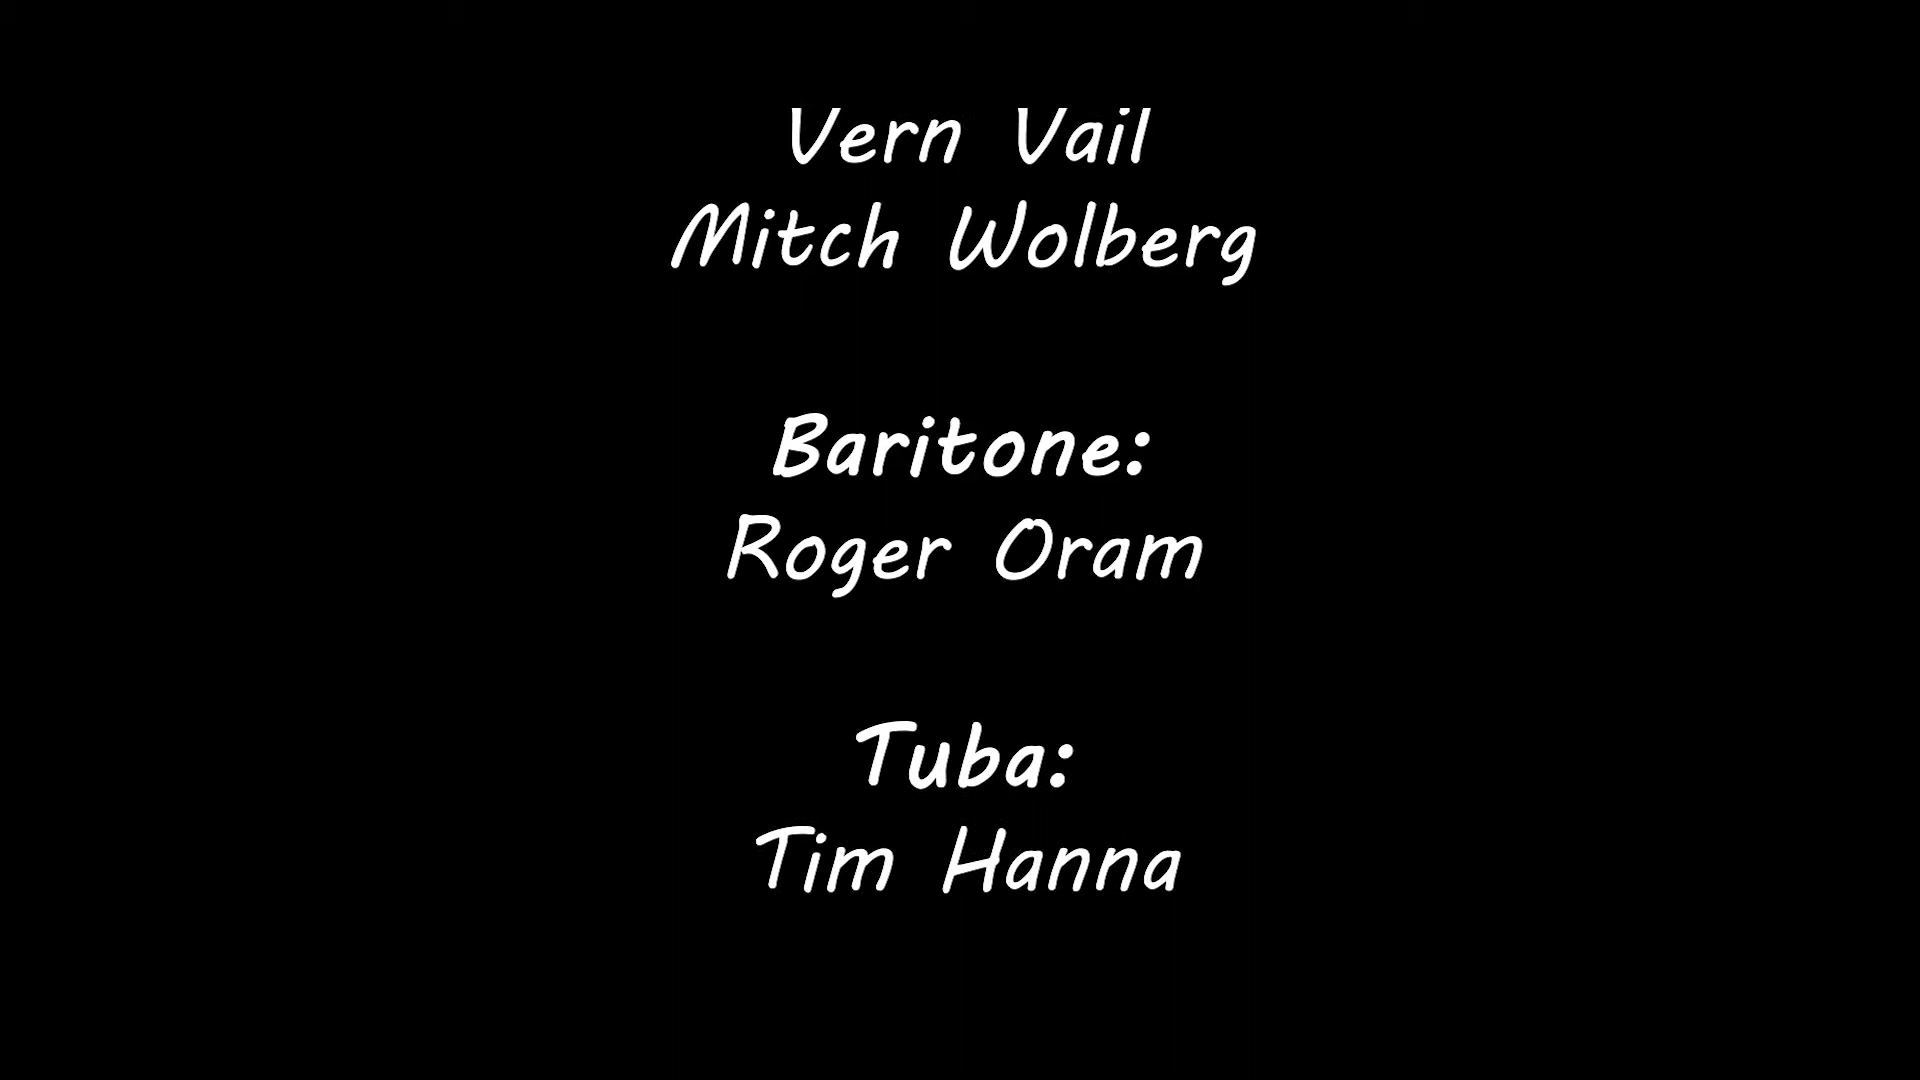 Vern Vail
Mitch Wolberg
Baritone:
Roger Oram
Tuba:
Tim Hanna